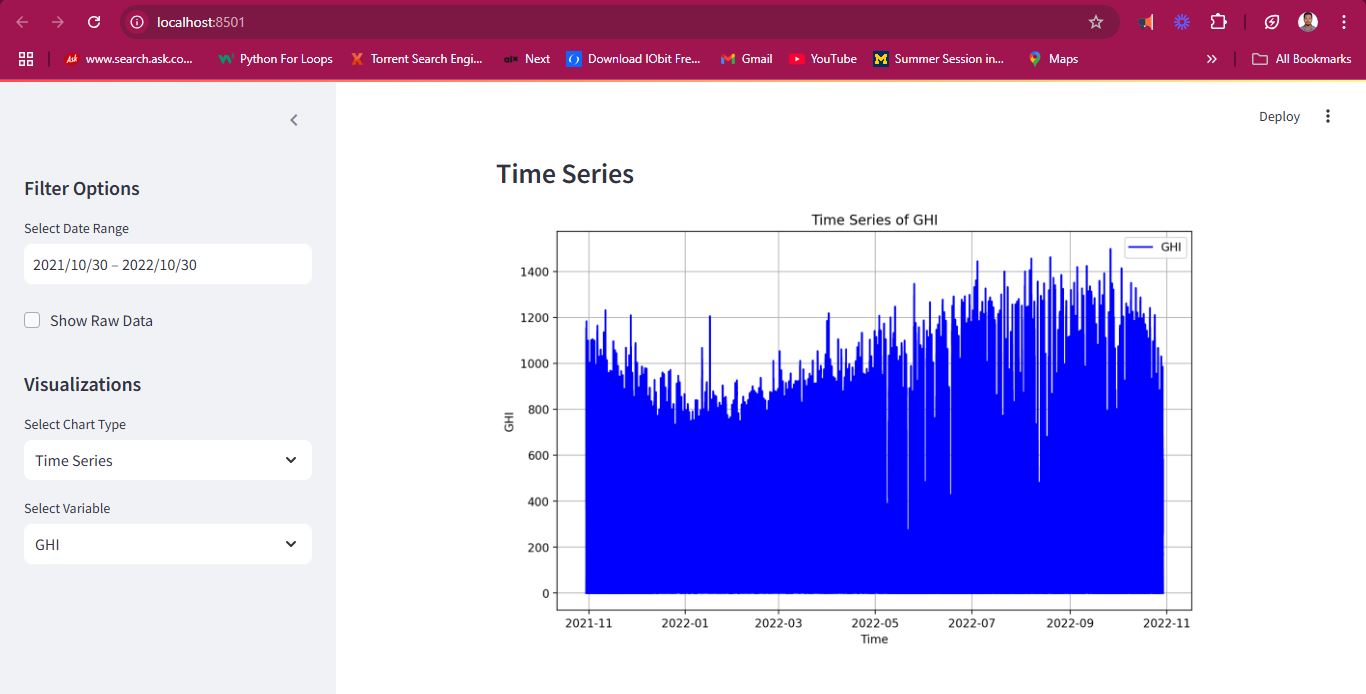 localhost:8501
www.search.ask.co... Python For Loops Torrent Search Engi... Next Download IObit Fre... Gmail YouTube Summer Session in... Maps All Bookmarks
Deploy
Filter Options
Select Date Range
2021/10/30 – 2022/10/30
Show Raw Data
Visualizations
Select Chart Type
Time Series
Select Variable
GHI
Time Series
Time Series of GHI
GHI
GHI
1400
1200
1000
800
600
400
200
0
2021-11 2022-01 2022-03 2022-05 2022-07 2022-09 2022-11
Time